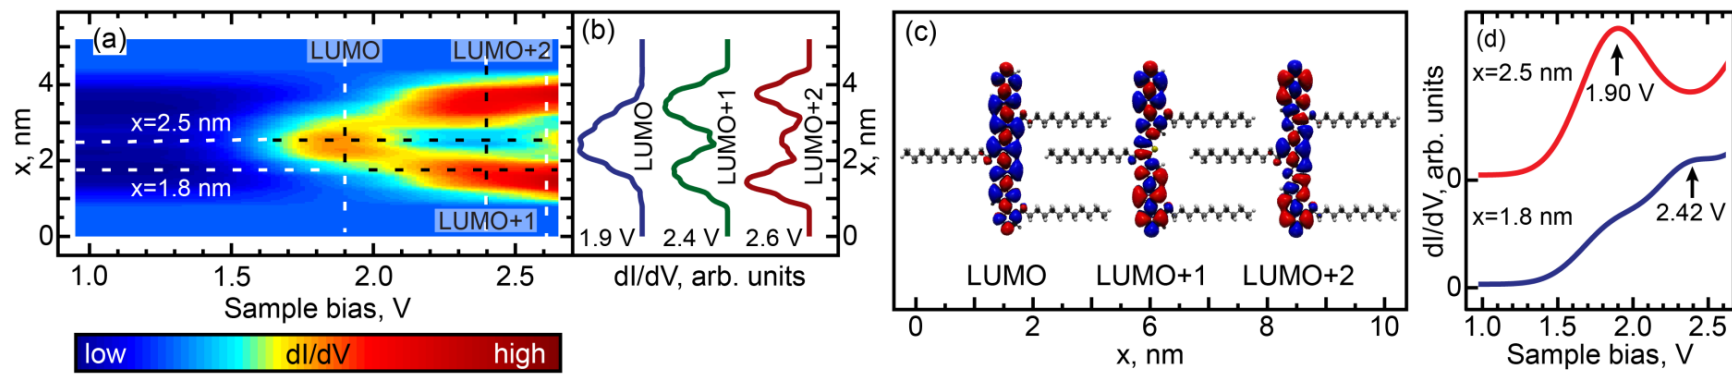 (a)
LUMO
LUMO+2
x=2.5 nm
x=1.8 nm
LUMO+1
x, nm
4
2
0
1.0 1.5 2.0 2.5
Sample bias, V
low dI/dV high
(b)
LUMO
LUMO+1
LUMO+2
1.9 V 2.4 V 2.6 V
dI/dV, arb. units
x, nm
4
2
0
(c)
LUMO LUMO+1 LUMO+2
0 2 4 6 8 10
x, nm
(d)
x=2.5 nm
1.90 V
x=1.8 nm
2.42 V
dI/dV, arb. units
0
0
1.0 1.5 2.0 2.5
Sample bias, V